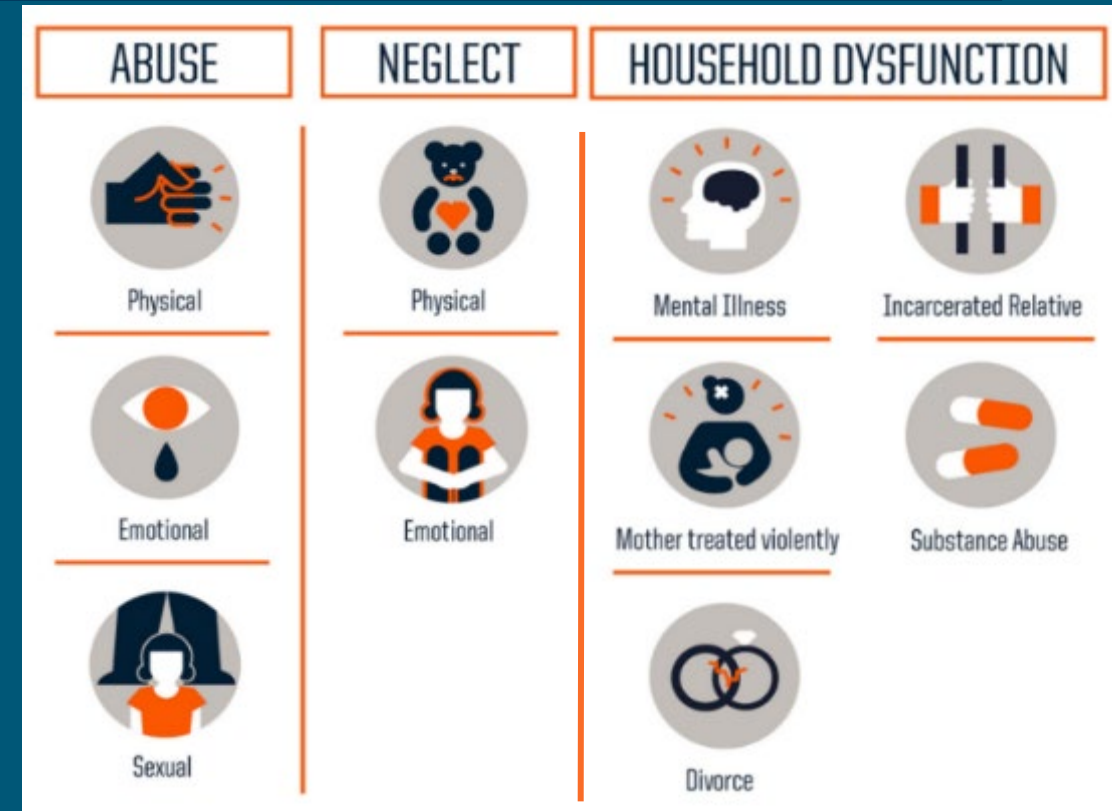 ABUSE
Physical
Emotional
Sexual
NEGLECT
Physical
Emotional
HOUSEHOLD DYSFUNCTION
Mental Illness
Incarcerated Relative
Mother treated violently
Substance Abuse
Divorce